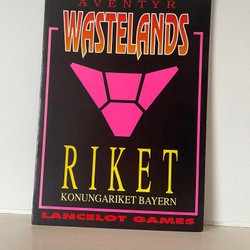 ÄVENTYR
WASTELANDS
RIKET
KONUNGARIKET BAYERN
LANCELOT GAMES